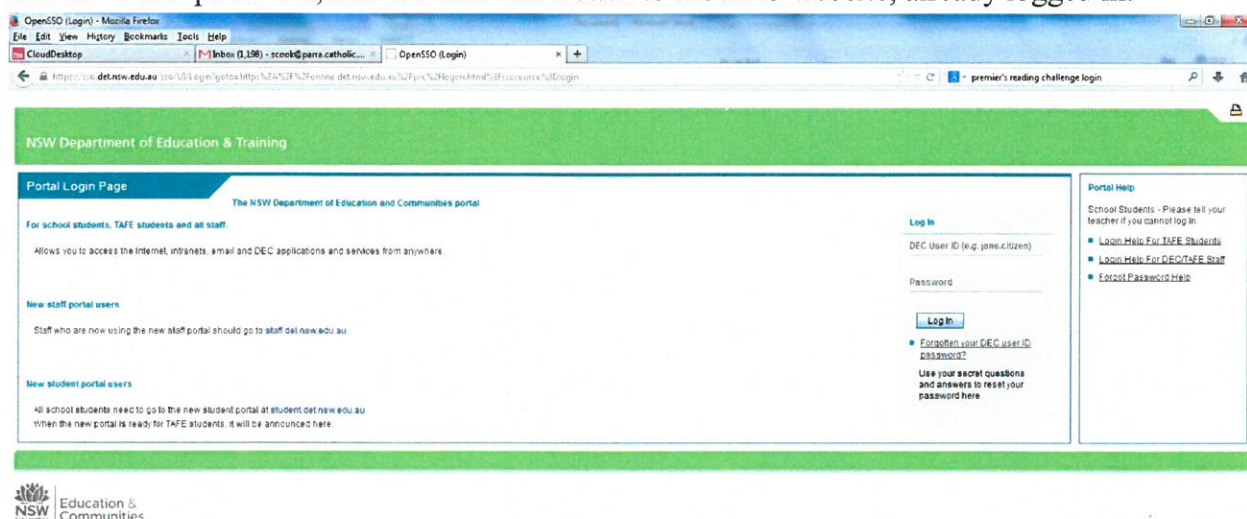 OpenSSO (Login) - Mozilla Firefox
File Edit View History Bookmarks Tools Help
CloudDesktop
Inbox (1,198) - scook@parra.catholic....
OpenSSO (Login)
premier's reading challenge login
NSW Department of Education & Training
Portal Login Page
The NSW Department of Education and Communities portal
For school students, TAFE students and all staff.
Allows you to access the Internet, intranets, email and DEC applications and services from anywhere.
New staff portal users
Staff who are now using the new staff portal should go to staff.det.nsw.edu.au
New student portal users
All school students need to go to the new student portal at student.det.nsw.edu.au
When the new portal is ready for TAFE students, it will be announced here.
Log In
DEC User ID (e.g. jane.citizen)
Password
Log In
Forgotten your DEC user ID
password?
Use your secret questions
and answers to reset your
password here
Portal Help
School Students - Please tell your
teacher if you cannot log in.
Login Help For TAFE Students
Login Help For DEC/TAFE Staff
Forgot Password Help
NSW
Education &
Communities